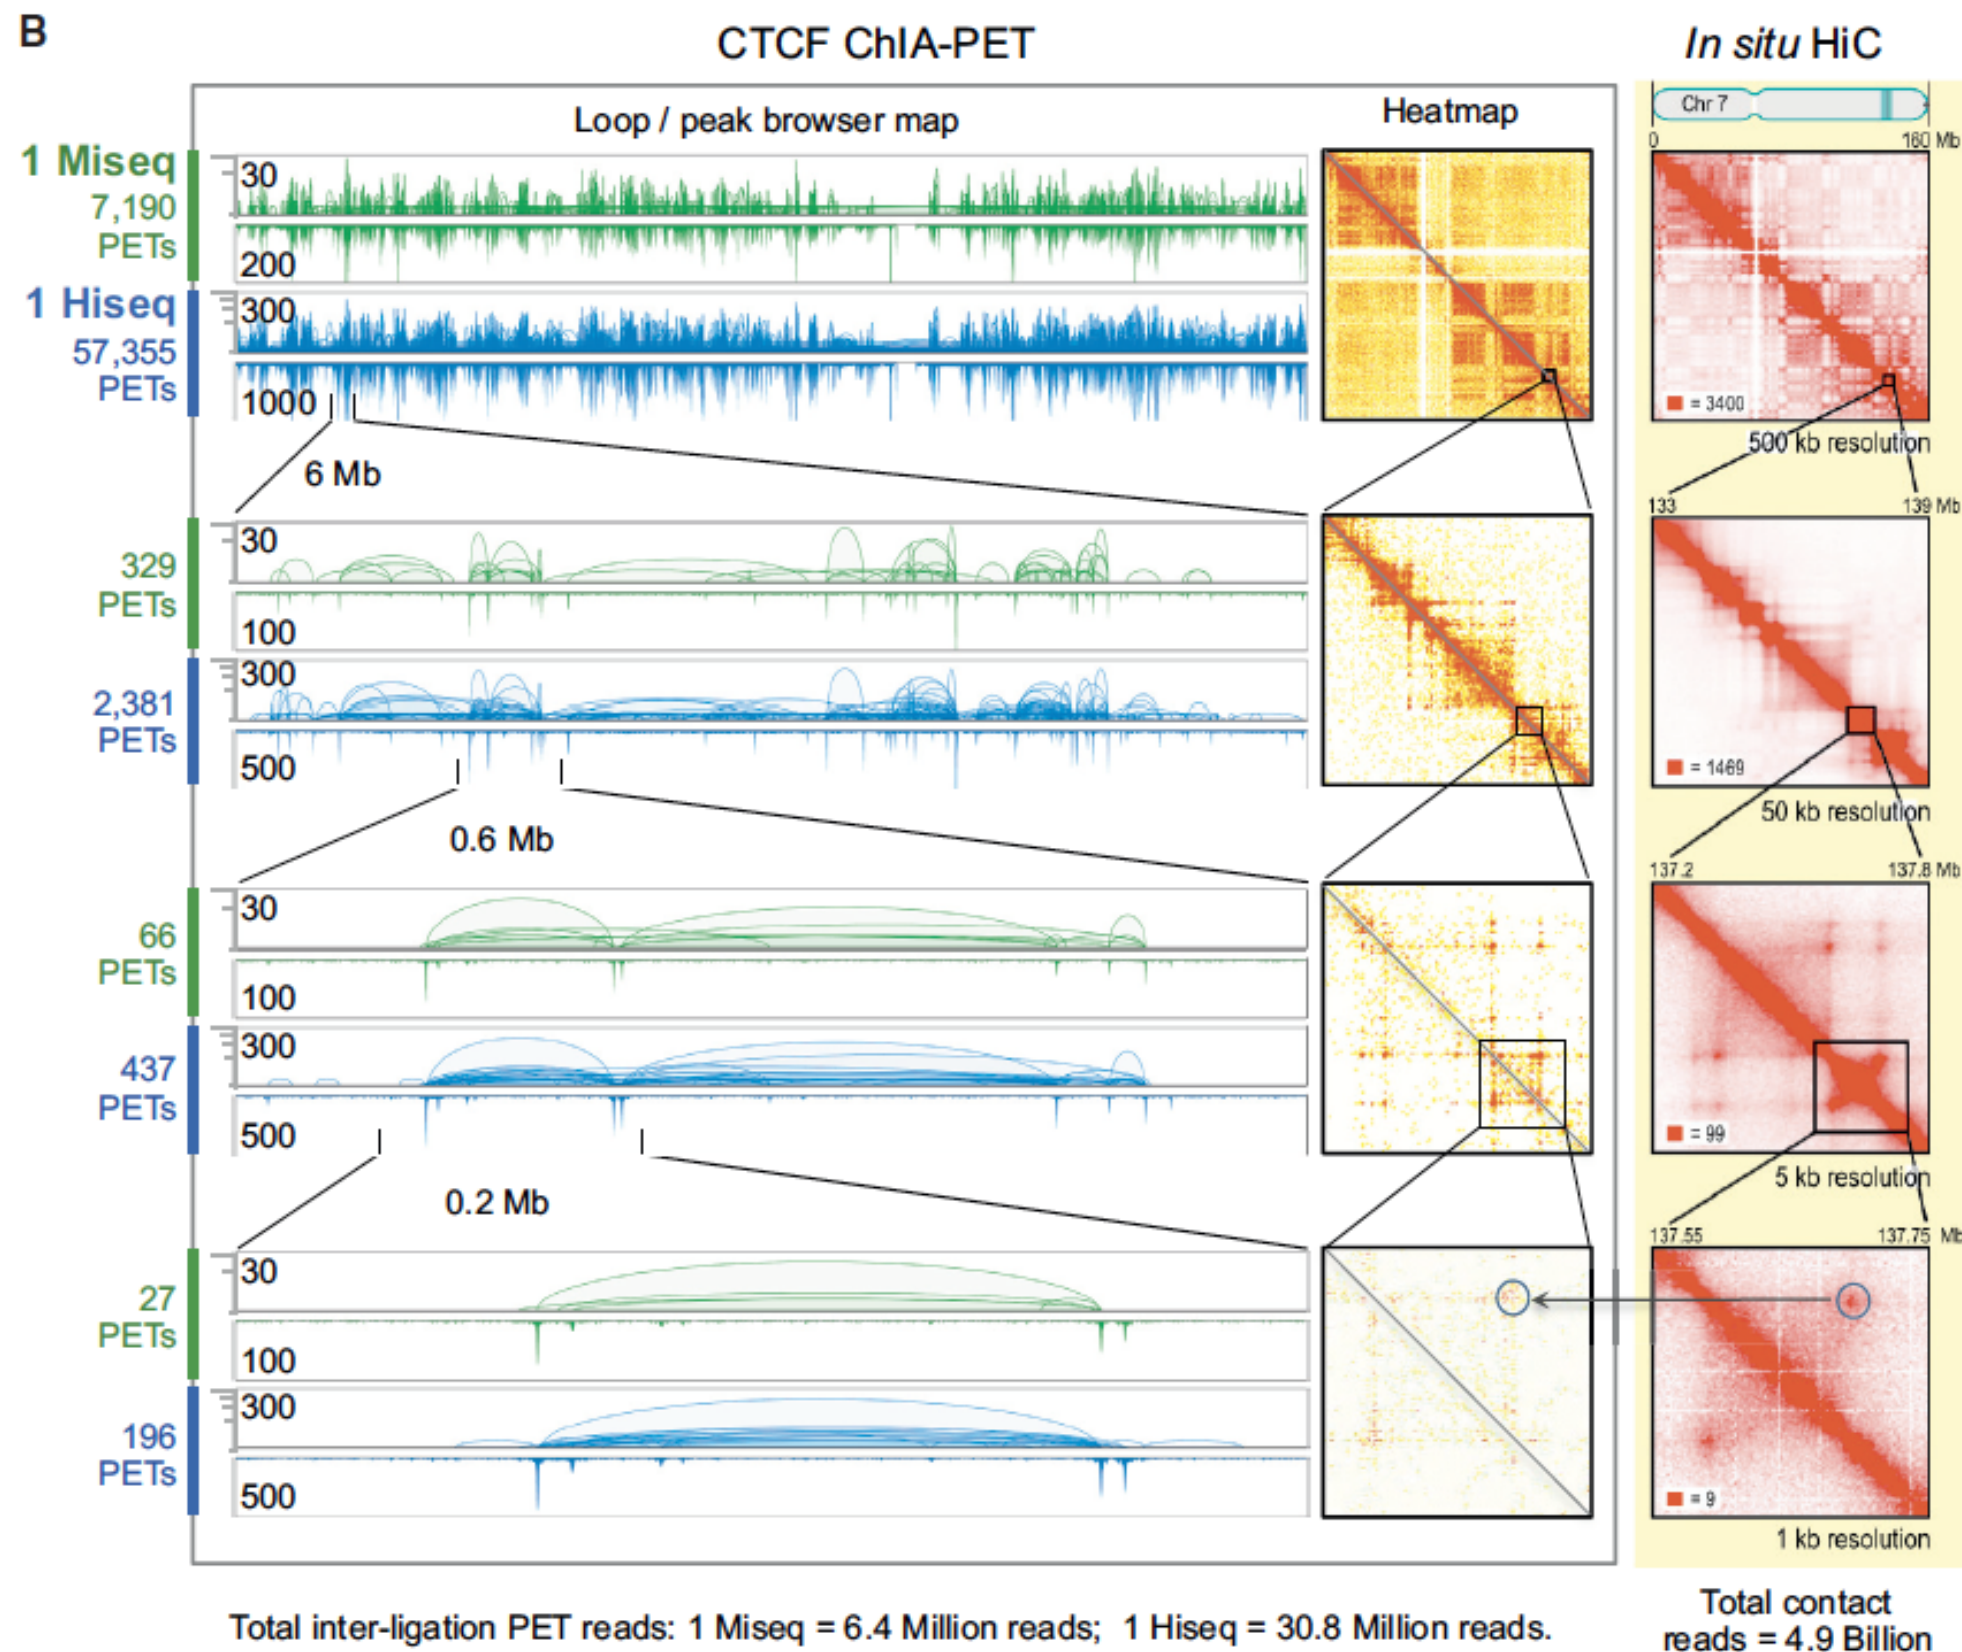 B
CTCF ChIA-PET
In situ HiC
Loop / peak browser map
Heatmap
Chr 7
0
160 Mb
1 Miseq
7,190
PETs
30
200
1 Hiseq
57,355
PETs
300
1000
= 3400
500 kb resolution
6 Mb
133
139 Mb
329
PETs
30
100
2,381
PETs
300
500
= 1469
50 kb resolution
0.6 Mb
137.2
137.8 Mb
66
PETs
30
100
437
PETs
300
500
= 99
5 kb resolution
0.2 Mb
137.55
137.75 Mb
27
PETs
30
100
196
PETs
300
500
= 9
1 kb resolution
Total inter-ligation PET reads: 1 Miseq = 6.4 Million reads; 1 Hiseq = 30.8 Million reads.
Total contact
reads = 4.9 Billion